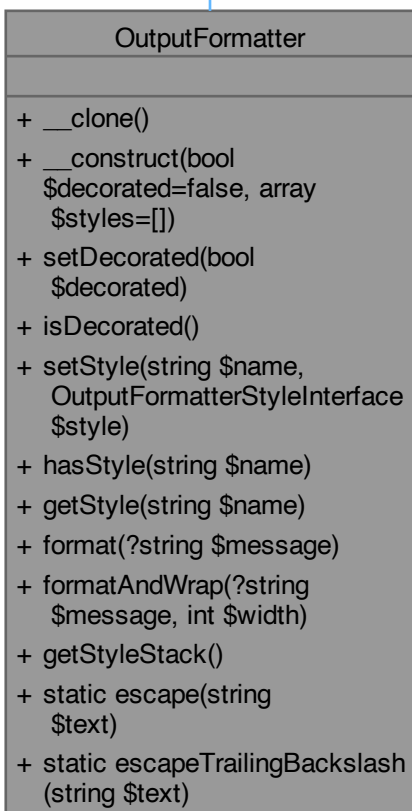 OutputFormatter
+ __clone()
+ __construct(bool
$decorated=false, array
$styles=[])
+ setDecorated(bool
$decorated)
+ isDecorated()
+ setStyle(string $name,
OutputFormatterStyleInterface
$style)
+ hasStyle(string $name)
+ getStyle(string $name)
+ format(?string $message)
+ formatAndWrap(?string
$message, int $width)
+ getStyleStack()
+ static escape(string
$text)
+ static escapeTrailingBackslash
(string $text)